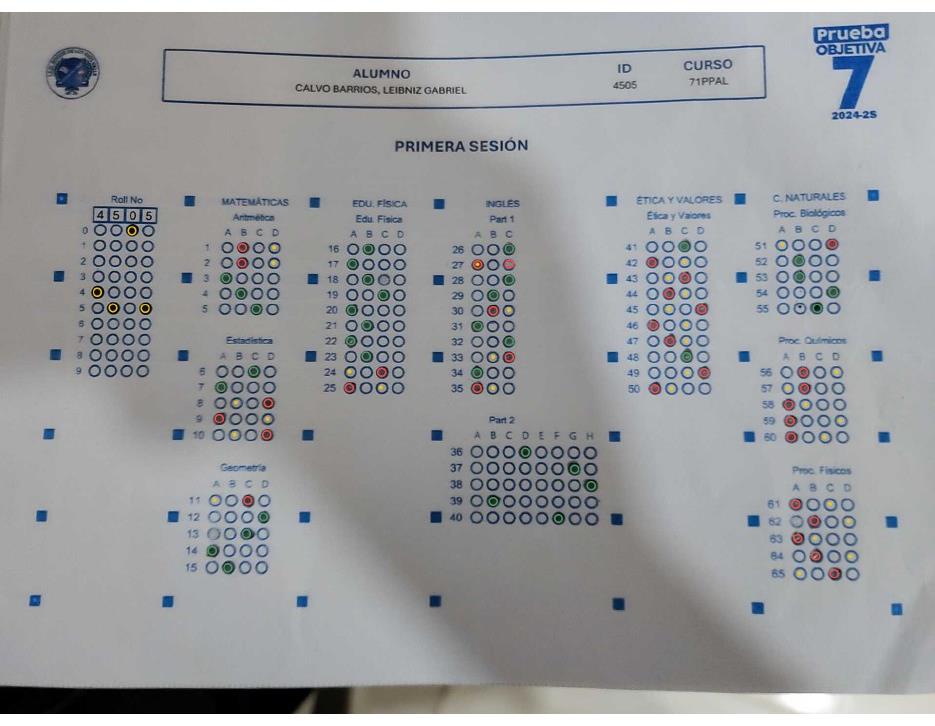 Prueba
OBJETIVA
7
2024-2S
ALUMNO ID CURSO
CALVO BARRIOS, LEIBNIZ GABRIEL 4505 71PPAL
PRIMERA SESIÓN
Roll No
4 5 0 5
0
1
2
3
4
5
6
7
8
9
MATEMÁTICAS
Aritmética
A B C D
1
2
3
4
5
Estadística
A B C D
6
7
8
9
10
Geometría
A B C D
11
12
13
14
15
EDU. FÍSICA
Edu. Física
A B C D
16
17
18
19
20
21
22
23
24
25
INGLÉS
Part 1
A B C
26
27
28
29
30
31
32
33
34
35
Part 2
A B C D E F G H
36
37
38
39
40
ÉTICA Y VALORES
Ética y Valores
A B C D
41
42
43
44
45
46
47
48
49
50
C. NATURALES
Proc. Biológicos
A B C D
51
52
53
54
55
Proc. Químicos
A B C D
56
57
58
59
60
Proc. Físicos
A B C D
61
62
63
64
65